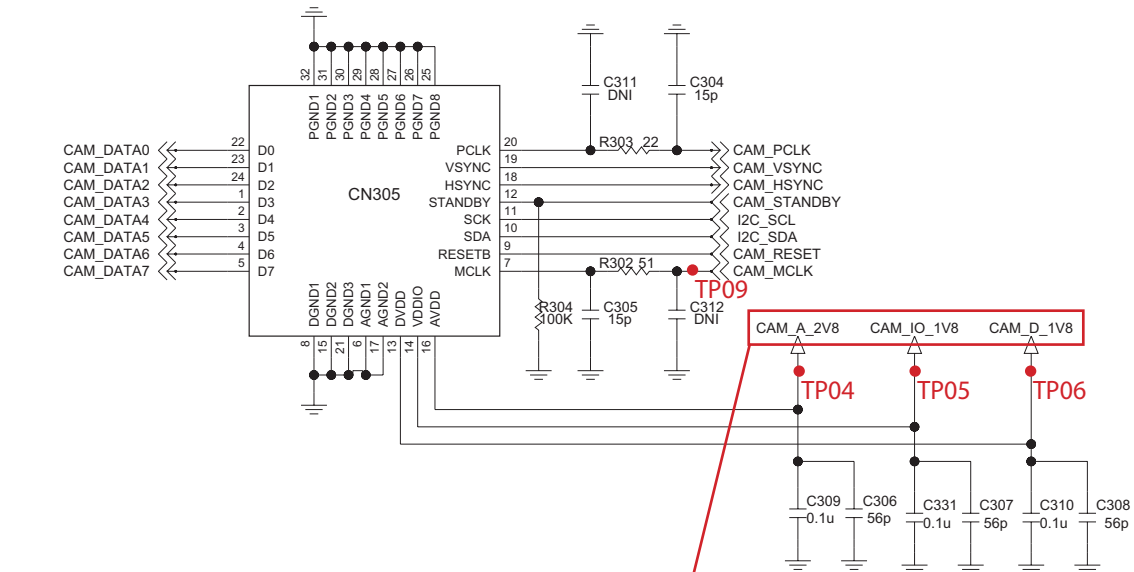 32 31 30 29 28 27 26 25
PGND1 PGND2 PGND3 PGND4 PGND5 PGND6 PGND7 PGND8
C311
DNI
C304
15p
CAM_DATA0 22 D0
CAM_DATA1 23 D1
CAM_DATA2 24 D2
CAM_DATA3 1 D3
CAM_DATA4 2 D4
CAM_DATA5 3 D5
CAM_DATA6 4 D6
CAM_DATA7 5 D7
CN305
PCLK 20 R303 22 CAM_PCLK
VSYNC 19 CAM_VSYNC
HSYNC 18 CAM_HSYNC
STANDBY 12 CAM_STANDBY
SCK 11 I2C_SCL
SDA 10 I2C_SDA
RESETB 9 CAM_RESET
MCLK 7 R302 51 CAM_MCLK
TP09
DGND1 DGND2 DGND3 AGND1 AGND2 DVDD VDDIO AVDD
8 15 21 6 17 13 14 16
R304
100K
C305
15p
C312
DNI
CAM_A_2V8 CAM_IO_1V8 CAM_D_1V8
TP04 TP05 TP06
C309 C306 C331 C307 C310 C308
0.1u 56p 0.1u 56p 0.1u 56p